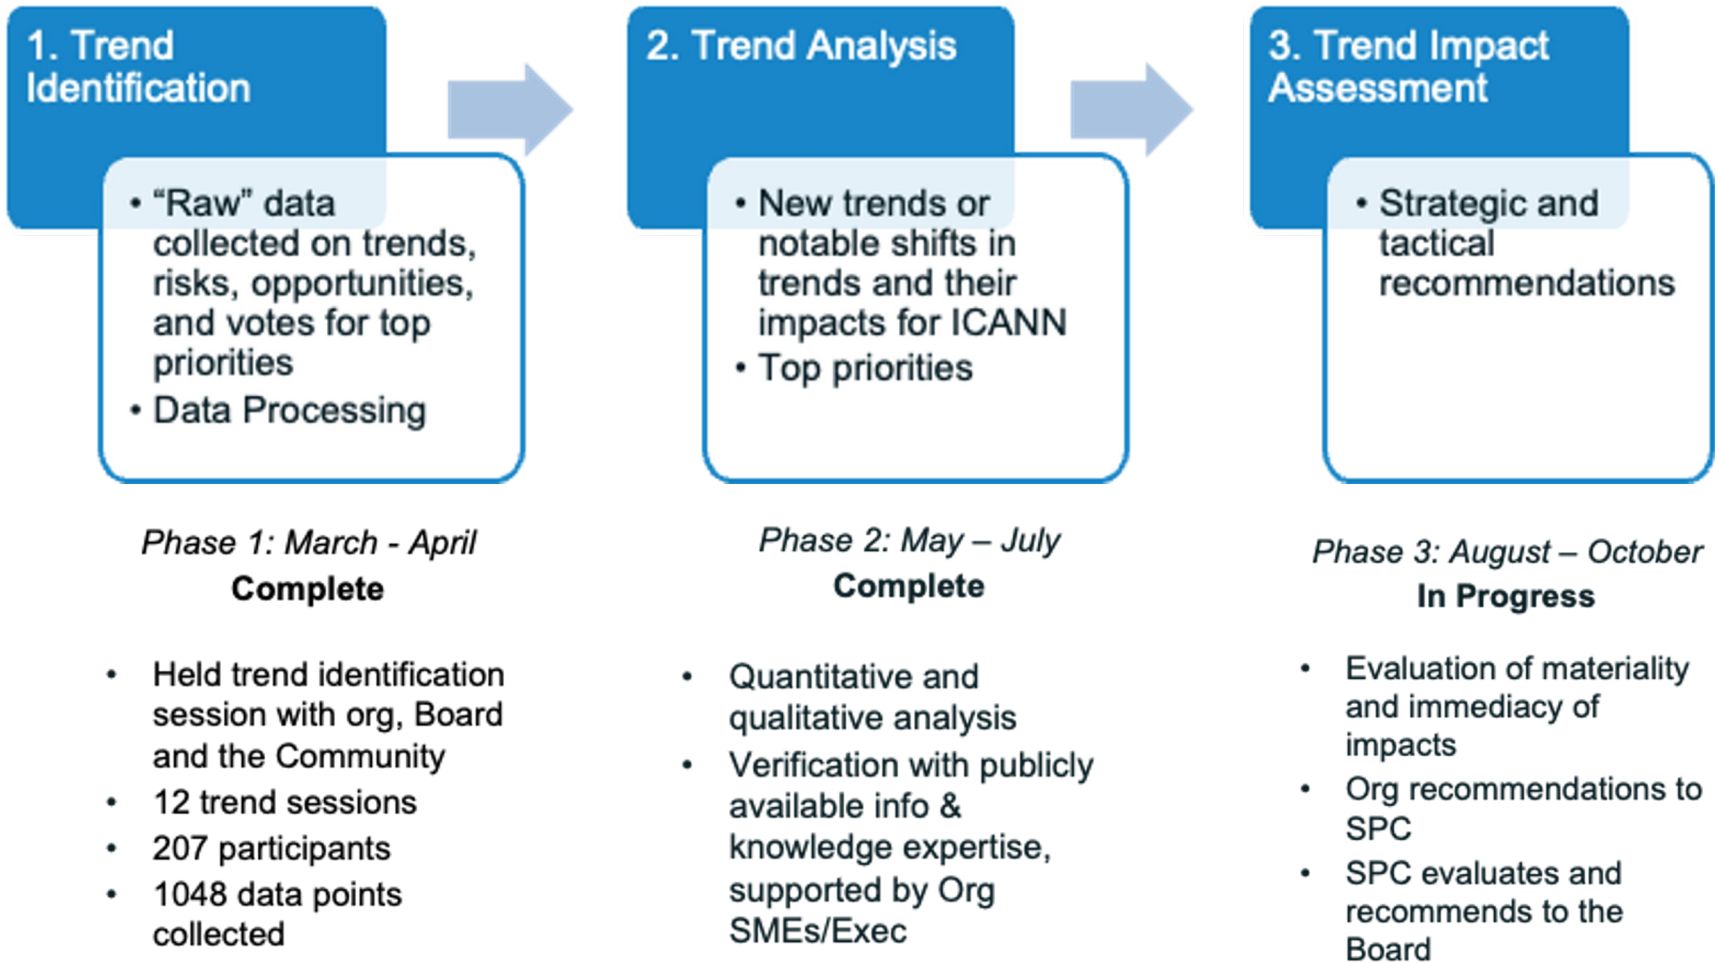 1. Trend
Identification
• “Raw” data
collected on trends,
risks, opportunities,
and votes for top
priorities
• Data Processing
2. Trend Analysis
• New trends or
notable shifts in
trends and their
impacts for ICANN
• Top priorities
3. Trend Impact
Assessment
• Strategic and
tactical
recommendations
Phase 1: March - April
Complete
• Held trend identification
session with org, Board
and the Community
• 12 trend sessions
• 207 participants
• 1048 data points
collected
Phase 2: May – July
Complete
• Quantitative and
qualitative analysis
• Verification with publicly
available info &
knowledge expertise,
supported by Org
SMEs/Exec
Phase 3: August – October
In Progress
• Evaluation of materiality
and immediacy of
impacts
• Org recommendations to
SPC
• SPC evaluates and
recommends to the
Board